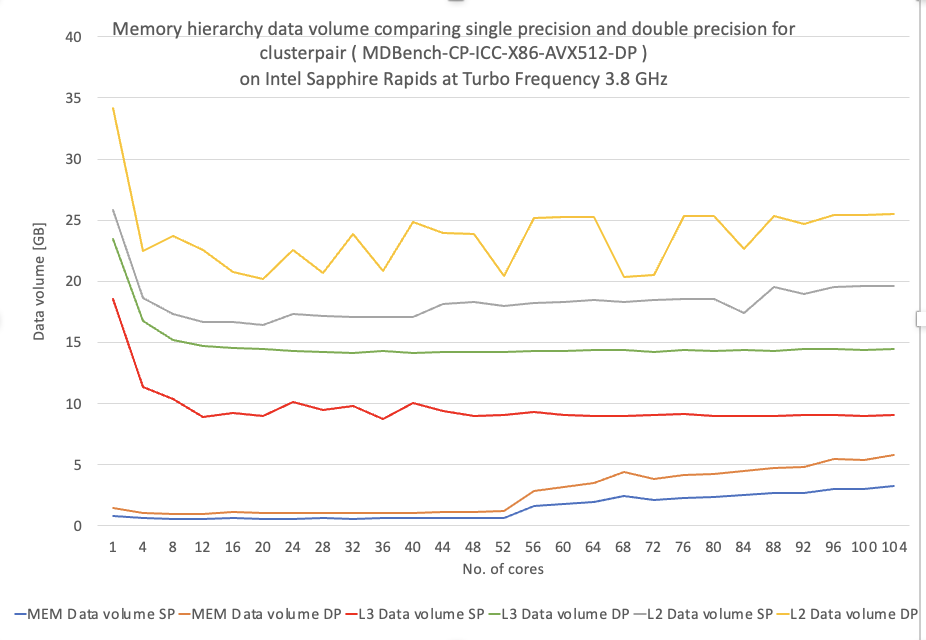 Memory hierarchy data volume comparing single precision and double precision for
clusterpair ( MDBench-CP-ICC-X86-AVX512-DP )
on Intel Sapphire Rapids at Turbo Frequency 3.8 GHz
40
35
30
25
20
15
10
5
0
Data volume [GB]
1 4 8 12 16 20 24 28 32 36 40 44 48 52 56 60 64 68 72 76 80 84 88 92 96 100 104
No. of cores
MEM Data volume SP MEM Data volume DP L3 Data volume SP L3 Data volume DP L2 Data volume SP L2 Data volume DP